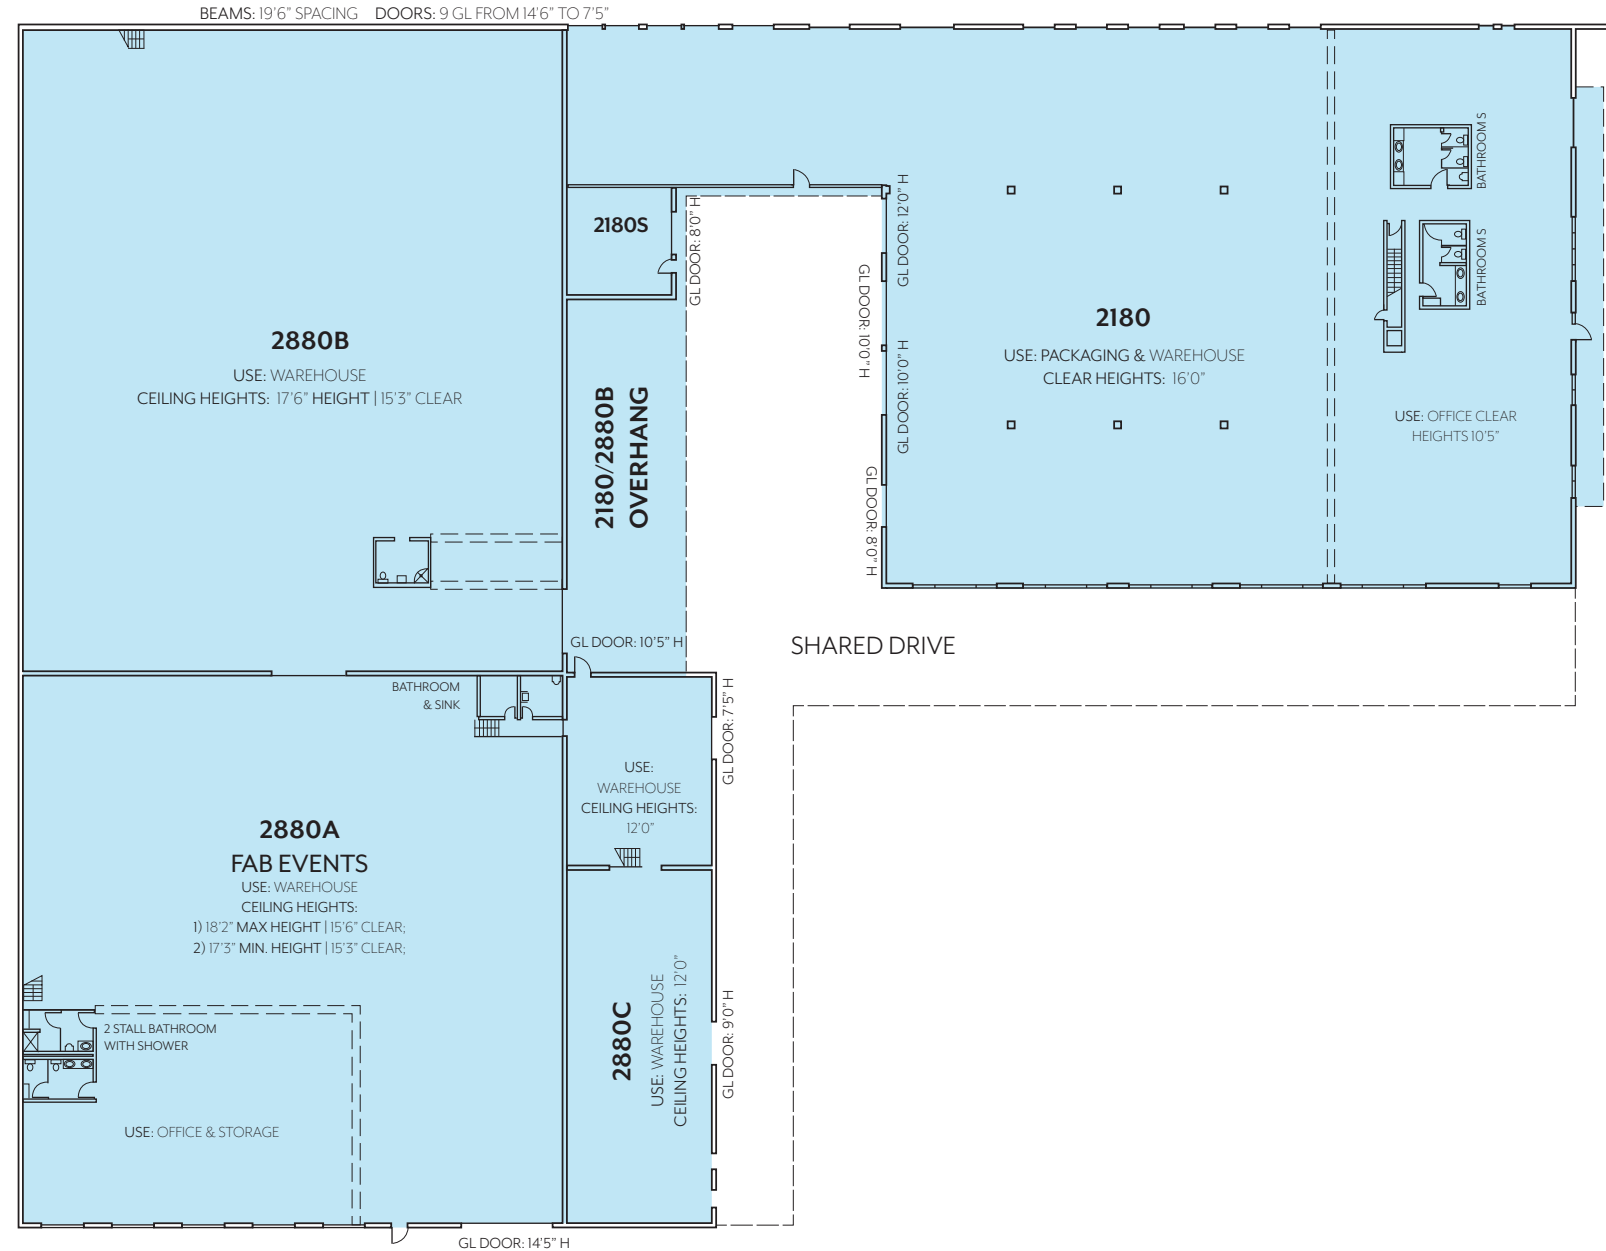 BEAMS: 19'6" SPACING DOORS: 9 GL FROM 14'6" TO 7'5"
2880B
USE: WAREHOUSE
CEILING HEIGHTS: 17'6" HEIGHT | 15'3" CLEAR
2180S
GL DOOR: 8'0" H
2180/2880B
OVERHANG
GL DOOR: 10'5" H
GL DOOR: 12'0" H
GL DOOR: 10'0" H
GL DOOR: 10'0" H
GL DOOR: 8'0" H
2180
USE: PACKAGING & WAREHOUSE
CLEAR HEIGHTS: 16'0"
BATHROOM S
BATHROOM S
USE: OFFICE CLEAR
HEIGHTS 10'5"
SHARED DRIVE
BATHROOM
& SINK
GL DOOR: 7'5" H
USE:
WAREHOUSE
CEILING HEIGHTS:
12'0"
2880A
FAB EVENTS
USE: WAREHOUSE
CEILING HEIGHTS:
1) 18'2" MAX HEIGHT | 15'6" CLEAR;
2) 17'3" MIN. HEIGHT | 15'3" CLEAR;
2 STALL BATHROOM
WITH SHOWER
USE: OFFICE & STORAGE
2880C
USE: WAREHOUSE
CEILING HEIGHTS: 12'0"
GL DOOR: 9'0" H
GL DOOR: 14'5" H